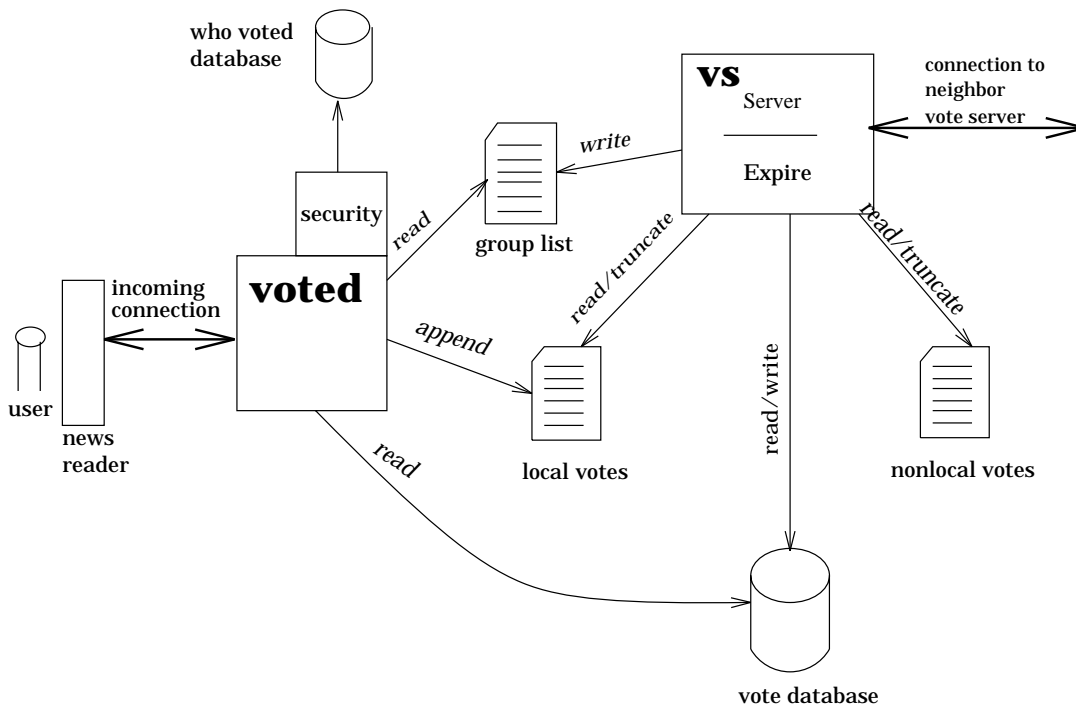 who voted
database
vs
Server
Expire
connection to
neighbor
vote server
write
group list
security
read
read/truncate
read/truncate
incoming
connection
voted
append
read/write
user
news
reader
read
local votes
nonlocal votes
vote database